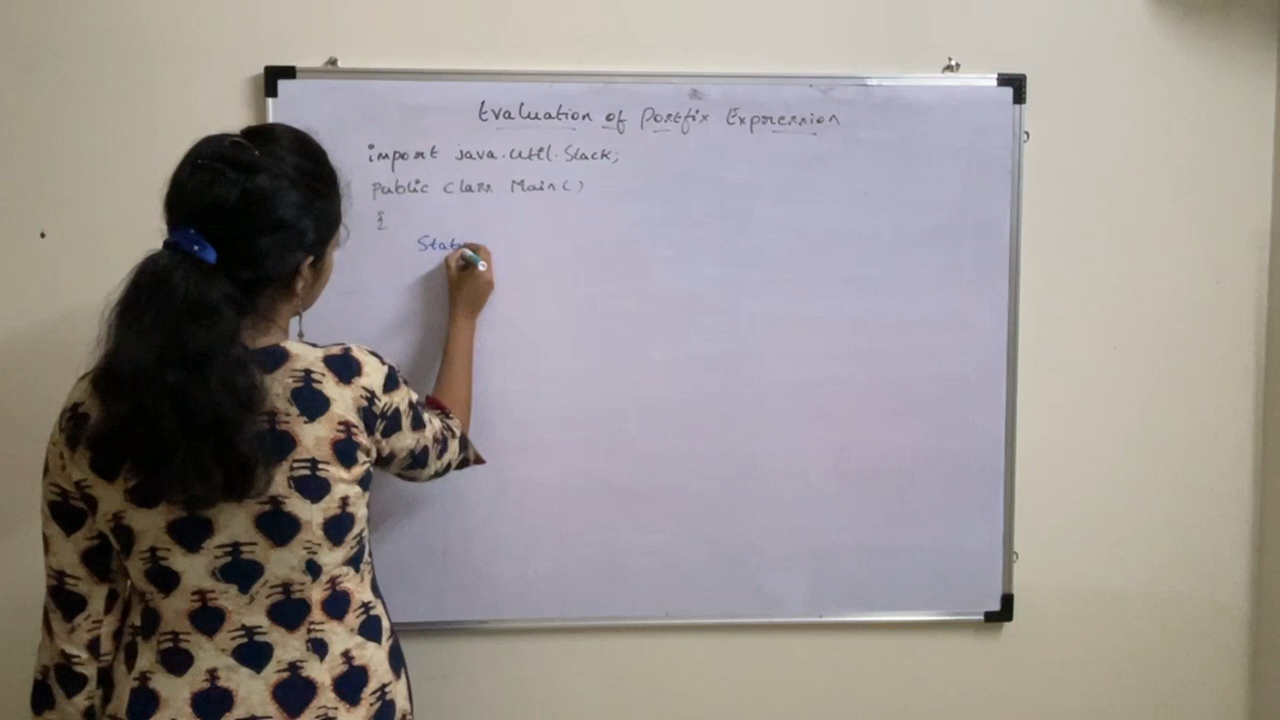 Evaluation of Postfix Expression
import java.util.Stack;
public class Main()
{
Stat